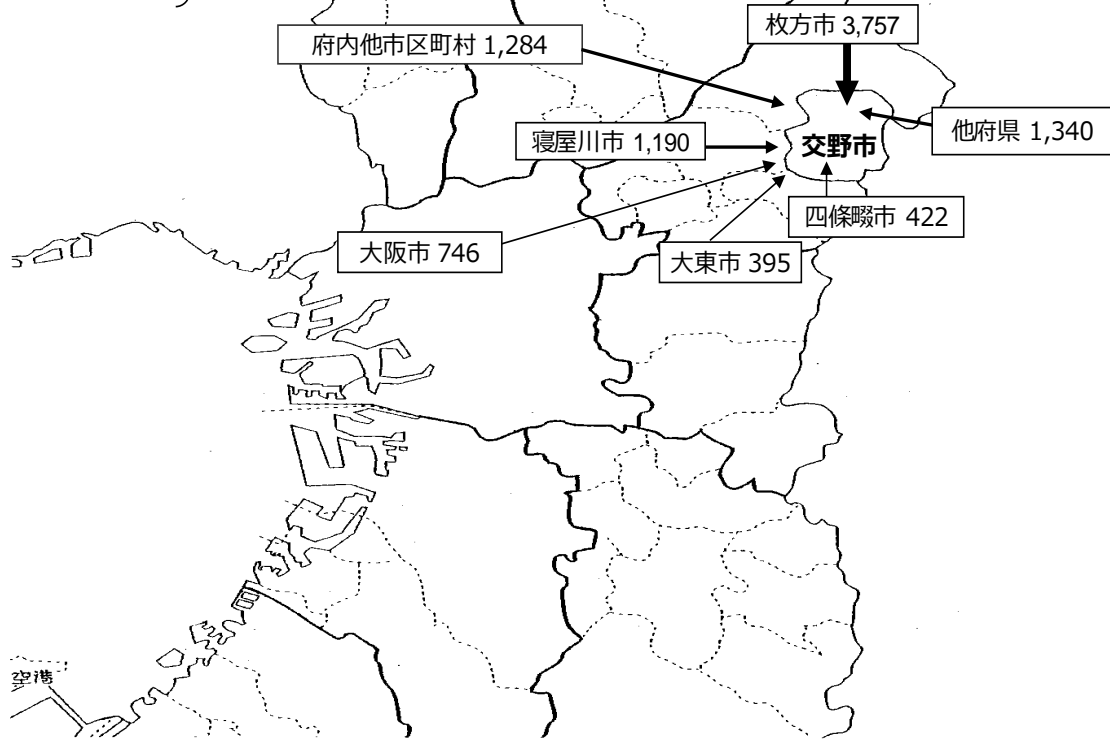 枚方市 3,757
府内他市区町村 1,284
他府県 1,340
寝屋川市 1,190
交野市
四條畷市 422
大阪市 746
大東市 395
空港